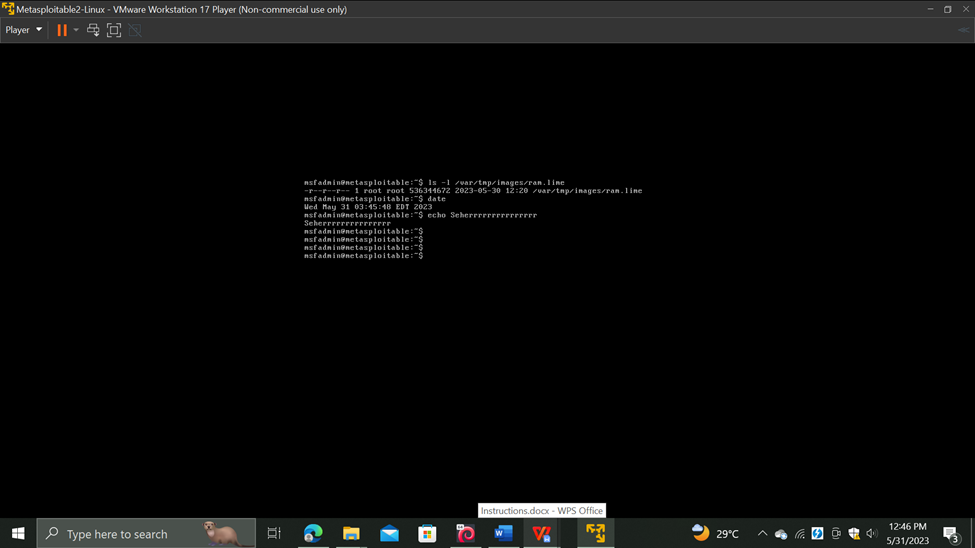 Metasploitable2-Linux - VMware Workstation 17 Player (Non-commercial use only)
Player
msfadmin@metasploitable:~$ ls -l /var/tmp/images/ram.lime
-r--r--r-- 1 root root 536344672 2023-05-30 12:20 /var/tmp/images/ram.lime
msfadmin@metasploitable:~$ date
Wed May 31 03:45:48 EDT 2023
msfadmin@metasploitable:~$ echo Seherrrrrrrrrrrrrrr
Seherrrrrrrrrrrrrrr
msfadmin@metasploitable:~$
msfadmin@metasploitable:~$
msfadmin@metasploitable:~$
msfadmin@metasploitable:~$
Instructions.docx - WPS Office
Type here to search
29°C
12:46 PM
5/31/2023
3